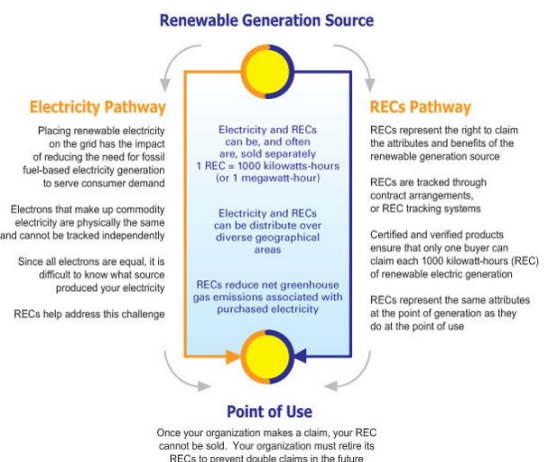 Renewable Generation Source
Electricity Pathway
Placing renewable electricity
on the grid has the impact
of reducing the need for fossil
fuel-based electricity generation
to serve consumer demand
Electrons that make up commodity
electricity are physically the same
and cannot be tracked independently
Since all electrons are equal, it is
difficult to know what source
produced your electricity
RECs help address this challenge
Electricity and RECs
can be, and often
are, sold separately
1 REC = 1000 kilowatts-hours
(or 1 megawatt-hour)
Electricity and RECs
can be distribute over
diverse geographical
areas
RECs reduce net greenhouse
gas emissions associated with
purchased electricity
RECs Pathway
RECs represent the right to claim
the attributes and benefits of the
renewable generation source
RECs are tracked through
contract arrangements,
or REC tracking systems
Certified and verified products
ensure that only one buyer can
claim each 1000 kilowatt-hours (REC)
of renewable electric generation
RECs represent the same attributes
at the point of generation as they
do at the point of use
Point of Use
Once your organization makes a claim, your REC
cannot be sold. Your organization must retire its
RECs to prevent double claims in the future